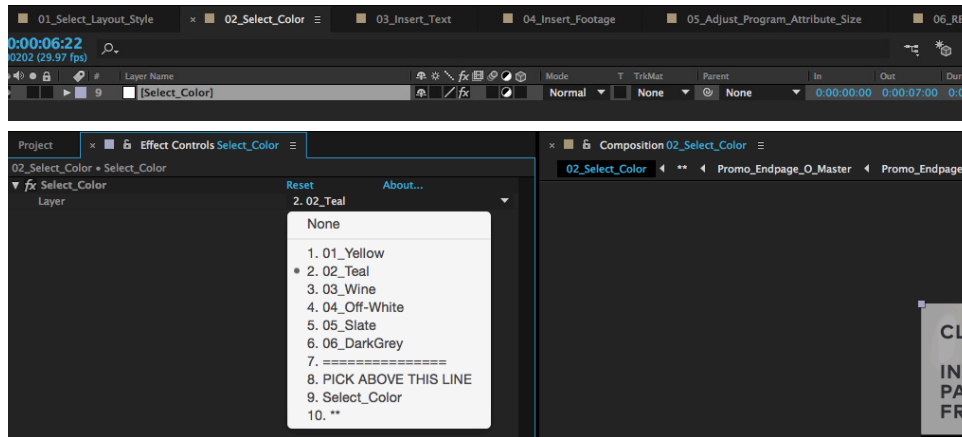 01_Select_Layout_Style × 02_Select_Color 03_Insert_Text 04_Insert_Footage 05_Adjust_Program_Attribute_Size
0:00:06:22
00202 (29.97 fps)
# Layer Name fx Mode T TrkMat Parent In Out
9 [Select_Color] fx Normal None None 0:00:00:00 0:00:07:00
Project × Effect Controls Select_Color × Composition 02_Select_Color
02_Select_Color • Select_Color 02_Select_Color ** Promo_Endpage_O_Master
fx Select_Color Reset About...
Layer 2. 02_Teal
None
1. 01_Yellow
2. 02_Teal
3. 03_Wine
4. 04_Off-White
5. 05_Slate
6. 06_DarkGrey
7. ===============
8. PICK ABOVE THIS LINE
9. Select_Color
10. **